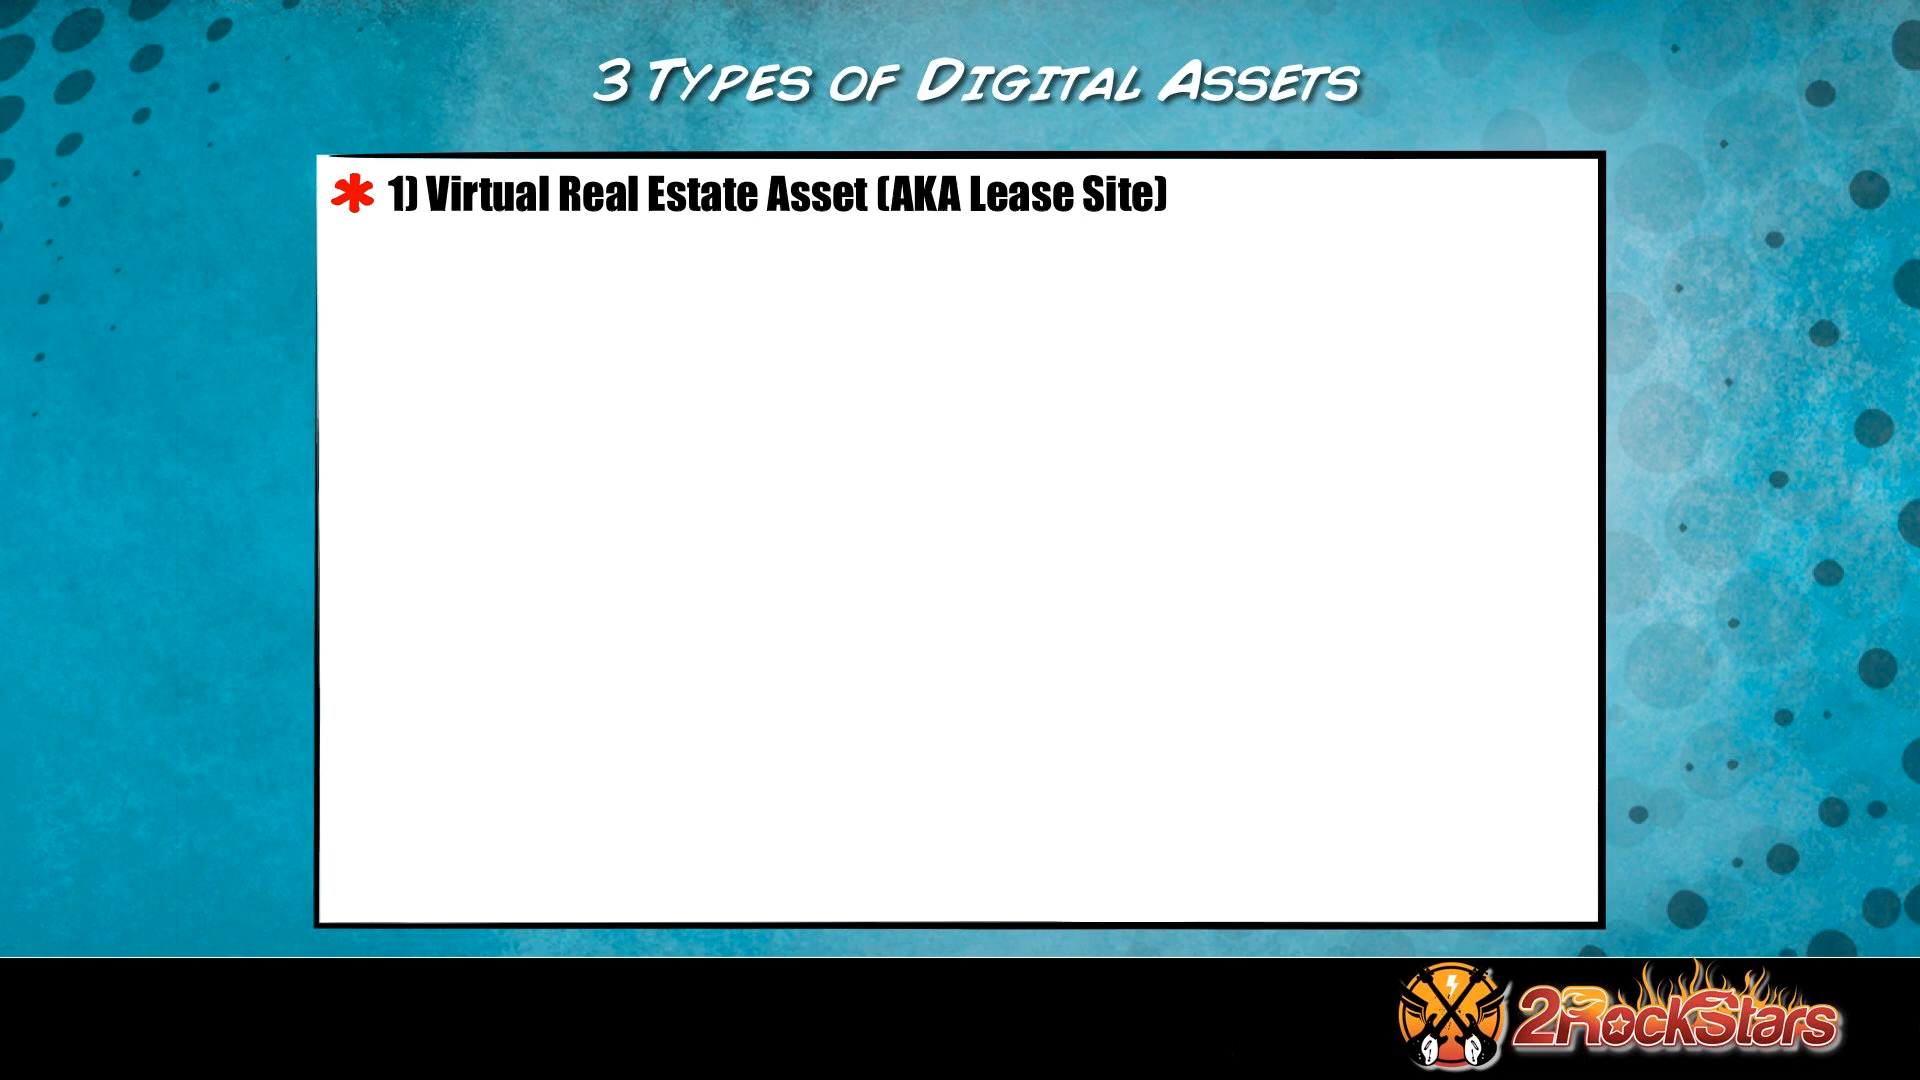 3 Types of Digital Assets
1) Virtual Real Estate Asset (AKA Lease Site)
2RockStars